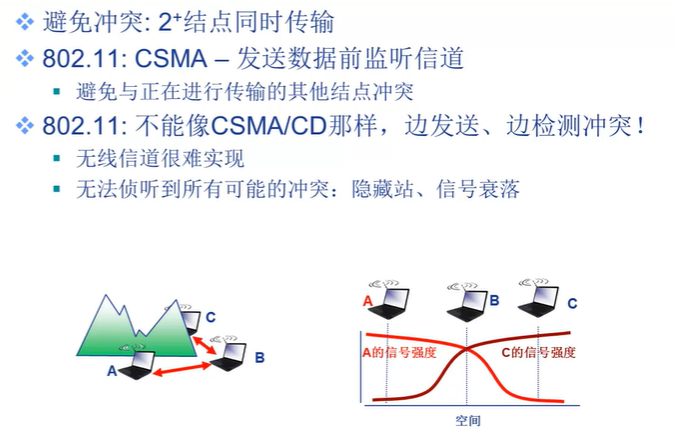 避免冲突: 2⁺结点同时传输
802.11: CSMA – 发送数据前监听信道
避免与正在进行传输的其他结点冲突
802.11: 不能像CSMA/CD那样，边发送、边检测冲突！
无线信道很难实现
无法侦听到所有可能的冲突：隐藏站、信号衰落
C
B
A
A
B
C
A的信号强度
C的信号强度
空间